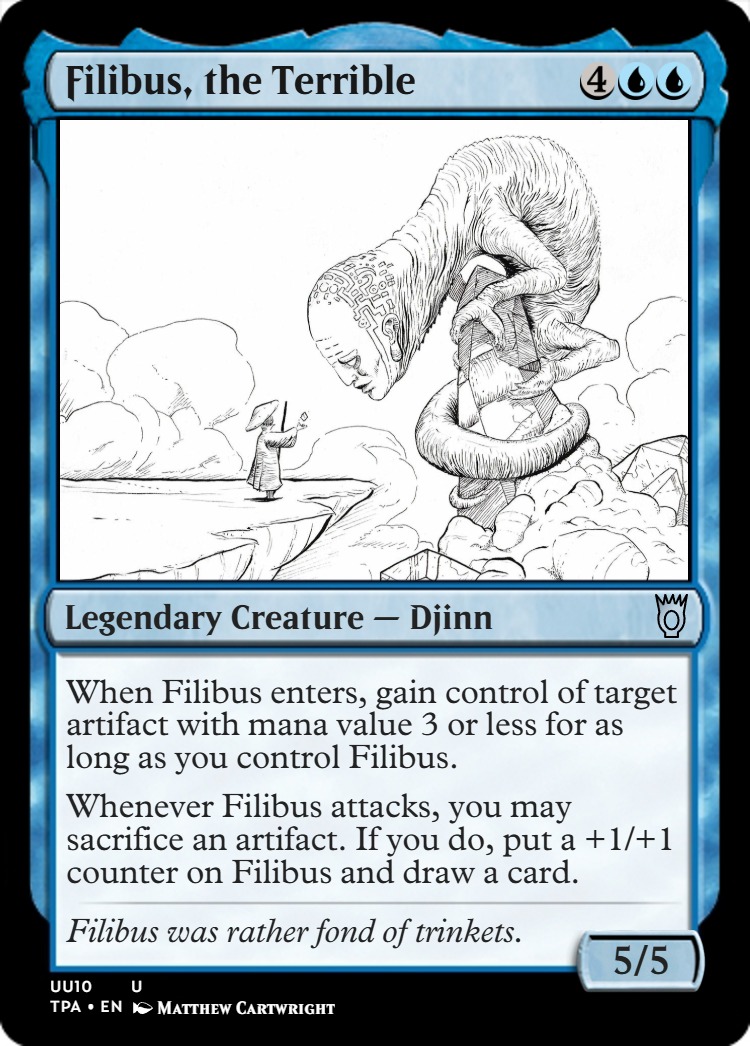 Filibus, the Terrible 4
Legendary Creature — Djinn
When Filibus enters, gain control of target
artifact with mana value 3 or less for as
long as you control Filibus.
Whenever Filibus attacks, you may
sacrifice an artifact. If you do, put a +1/+1
counter on Filibus and draw a card.
Filibus was rather fond of trinkets.
5/5
UU10 U
TPA • EN MATTHEW CARTWRIGHT